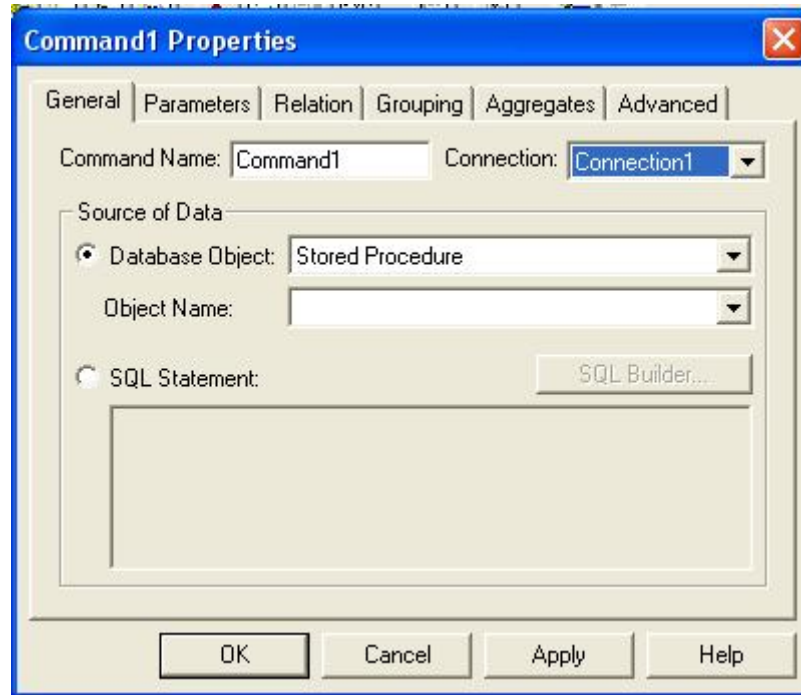 Command1 Properties
General Parameters Relation Grouping Aggregates Advanced
Command Name: Command1 Connection: Connection1
Source of Data
Database Object: Stored Procedure
Object Name:
SQL Statement: SQL Builder...
OK Cancel Apply Help